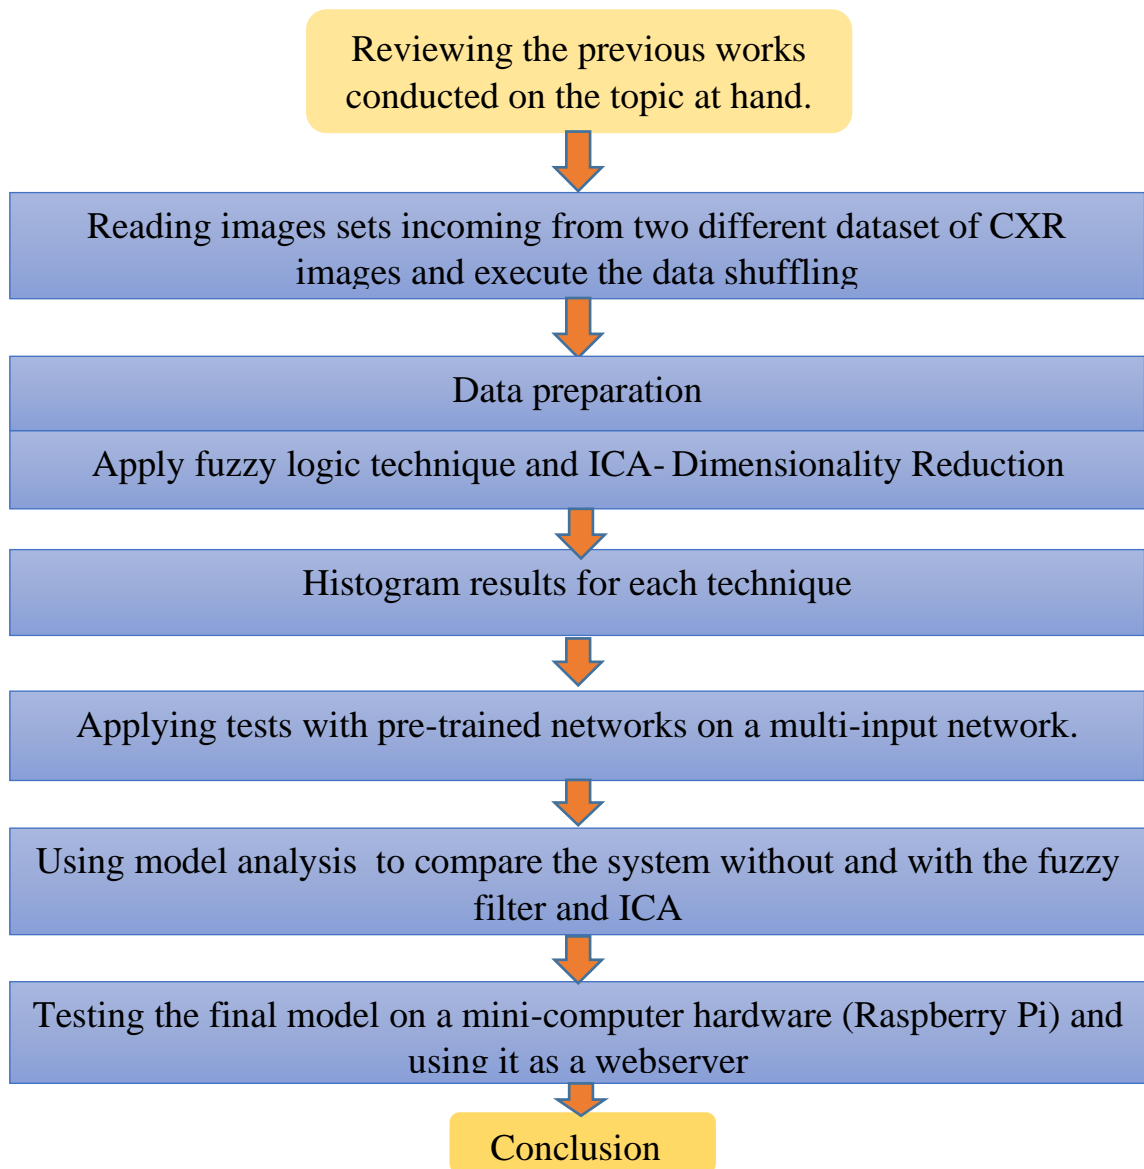 Reviewing the previous works
conducted on the topic at hand.
Reading images sets incoming from two different dataset of CXR
images and execute the data shuffling
Data preparation
Apply fuzzy logic technique and ICA- Dimensionality Reduction
Histogram results for each technique
Applying tests with pre-trained networks on a multi-input network.
Using model analysis  to compare the system without and with the fuzzy
filter and ICA
Testing the final model on a mini-computer hardware (Raspberry Pi) and
using it as a webserver
Conclusion